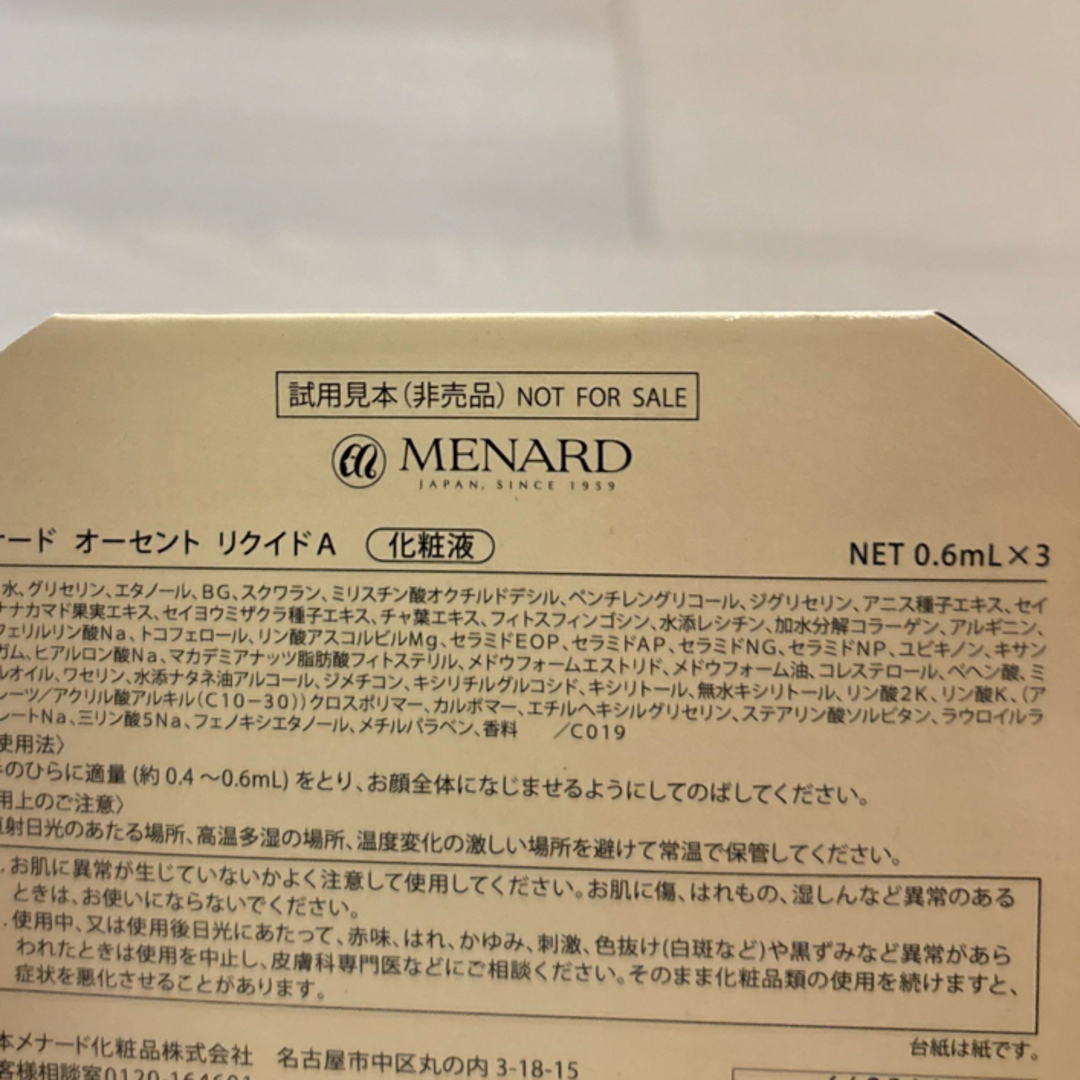 試用見本(非売品) NOT FOR SALE
MENARD
JAPAN, SINCE 1959
ナード オーセント リクイドA 化粧液 NET 0.6mL×3
水、グリセリン、エタノール、BG、スクワラン、ミリスチン酸オクチルドデシル、ペンチレングリコール、ジグリセリン、アニス種子エキス、セイ
ナナカマド果実エキス、セイヨウミザクラ種子エキス、チャ葉エキス、フィトスフィンゴシン、水添レシチン、加水分解コラーゲン、アルギニン、
フェリルリン酸Na、トコフェロール、リン酸アスコルビルMg、セラミドEOP、セラミドAP、セラミドNG、セラミドNP、ユビキノン、キサン
ガム、ヒアルロン酸Na、マカデミアナッツ脂肪酸フィトステリル、メドウフォームエストリド、メドウフォーム油、コレステロール、ベヘン酸、ミ
ルオイル、ワセリン、水添ナタネ油アルコール、ジメチコン、キシリチルグルコシド、キシリトール、無水キシリトール、リン酸2K、リン酸K、(ア
レーツ/アクリル酸アルキル(C10-30))クロスポリマー、カルボマー、エチルヘキシルグリセリン、ステアリン酸ソルビタン、ラウロイルラ
レートNa、三リン酸5Na、フェノキシエタノール、メチルパラベン、香料 /C019
使用法〉
手のひらに適量(約0.4〜0.6mL)をとり、お顔全体になじませるようにしてのばしてください。
用上のご注意〉
直射日光のあたる場所、高温多湿の場所、温度変化の激しい場所を避けて常温で保管してください。
.お肌に異常が生じていないかよく注意して使用してください。お肌に傷、はれもの、湿しんなど異常のある
ときは、お使いにならないでください。
.使用中、又は使用後日光にあたって、赤味、はれ、かゆみ、刺激、色抜け(白斑など)や黒ずみなど異常があら
われたときは使用を中止し、皮膚科専門医などにご相談ください。そのまま化粧品類の使用を続けますと、
症状を悪化させることがあります。
台紙は紙です。
本メナード化粧品株式会社 名古屋市中区丸の内3-18-15
客様相談室0120-164601